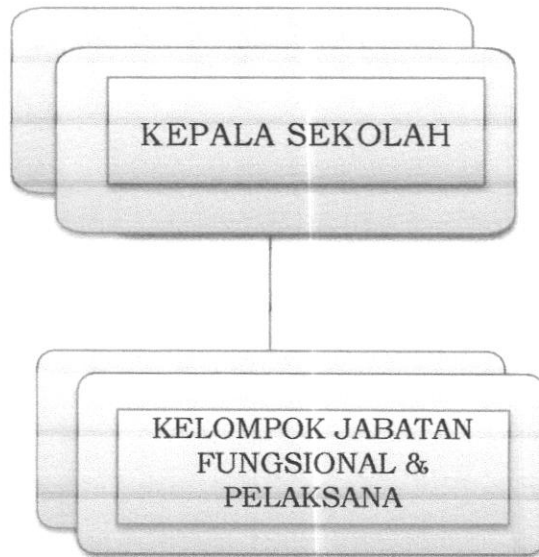 KEPALA SEKOLAH
KELOMPOK JABATAN
FUNGSIONAL &
PELAKSANA